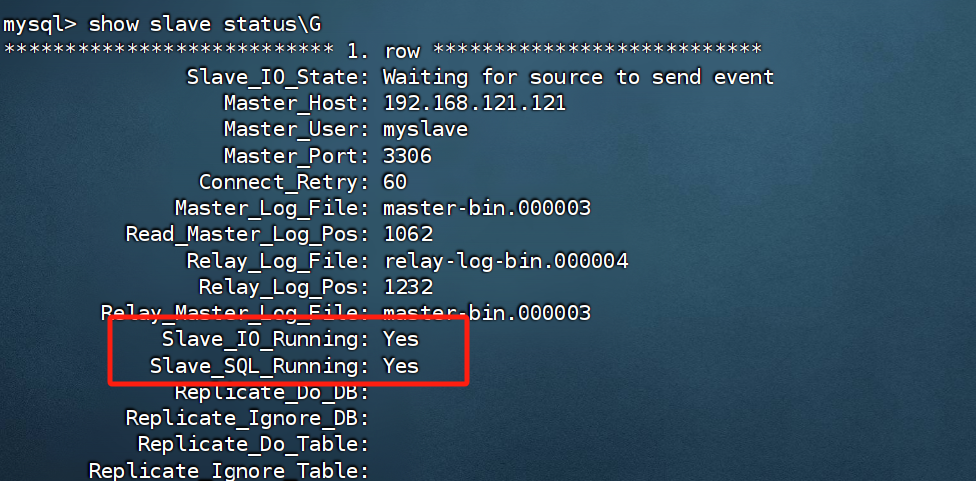 mysql> show slave status\G
*************************** 1. row ***************************
Slave_IO_State: Waiting for source to send event
Master_Host: 192.168.121.121
Master_User: myslave
Master_Port: 3306
Connect_Retry: 60
Master_Log_File: master-bin.000003
Read_Master_Log_Pos: 1062
Relay_Log_File: relay-log-bin.000004
Relay_Log_Pos: 1232
Relay_Master_Log_File: master-bin.000003
Slave_IO_Running: Yes
Slave_SQL_Running: Yes
Replicate_Do_DB:
Replicate_Ignore_DB:
Replicate_Do_Table:
Replicate_Ignore_Table: